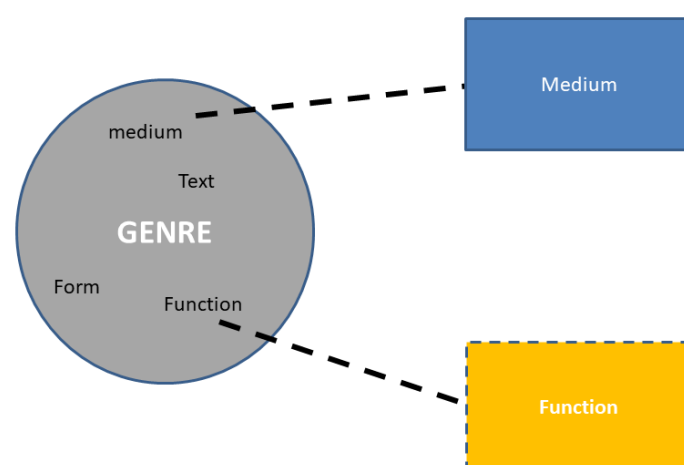 Medium
medium
Text
GENRE
Form
Function
Function